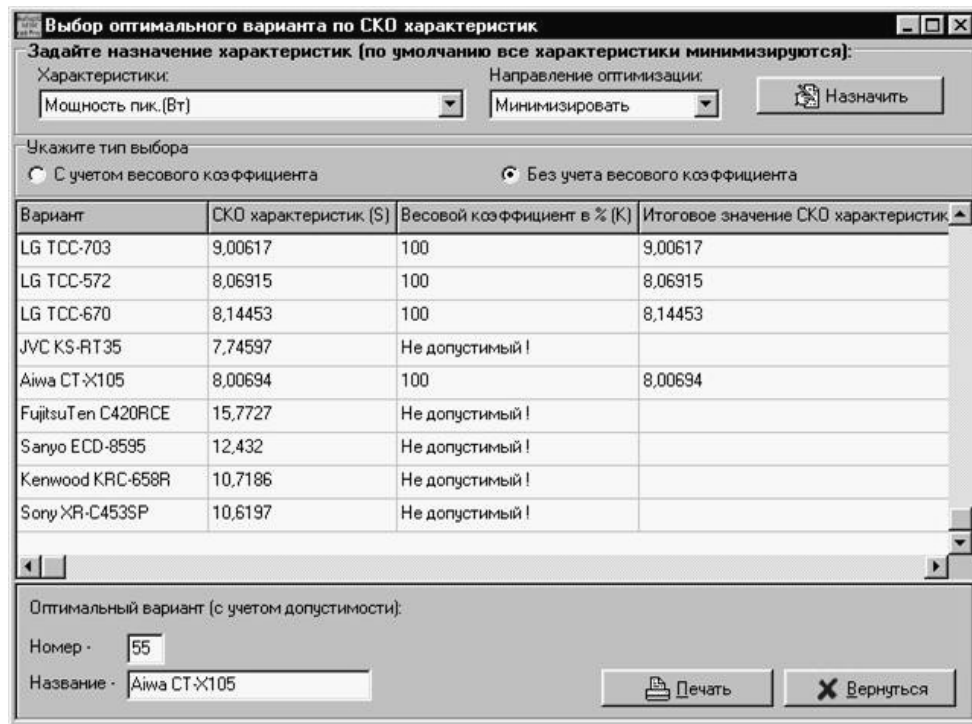 Выбор оптимального варианта по СКО характеристик
Задайте назначение характеристик (по умолчанию все характеристики минимизируются):
Характеристики: Направление оптимизации:
Мощность пик.(Вт) Минимизировать Назначить
Укажите тип выбора
С учетом весового коэффициента Без учета весового коэффициента
Вариант СКО характеристик (S) Весовой коэффициент в % (K) Итоговое значение СКО характеристик
LG TCC-703 9,00617 100 9,00617
LG TCC-572 8,06915 100 8,06915
LG TCC-670 8,14453 100 8,14453
JVC KS-RT35 7,74597 Не допустимый !
Aiwa CT-X105 8,00694 100 8,00694
FujitsuTen C420RCE 15,7727 Не допустимый !
Sanyo ECD-8595 12,432 Не допустимый !
Kenwood KRC-658R 10,7186 Не допустимый !
Sony XR-C453SP 10,6197 Не допустимый !
Оптимальный вариант (с учетом допустимости):
Номер - 55
Название - Aiwa CT-X105
Печать Вернуться